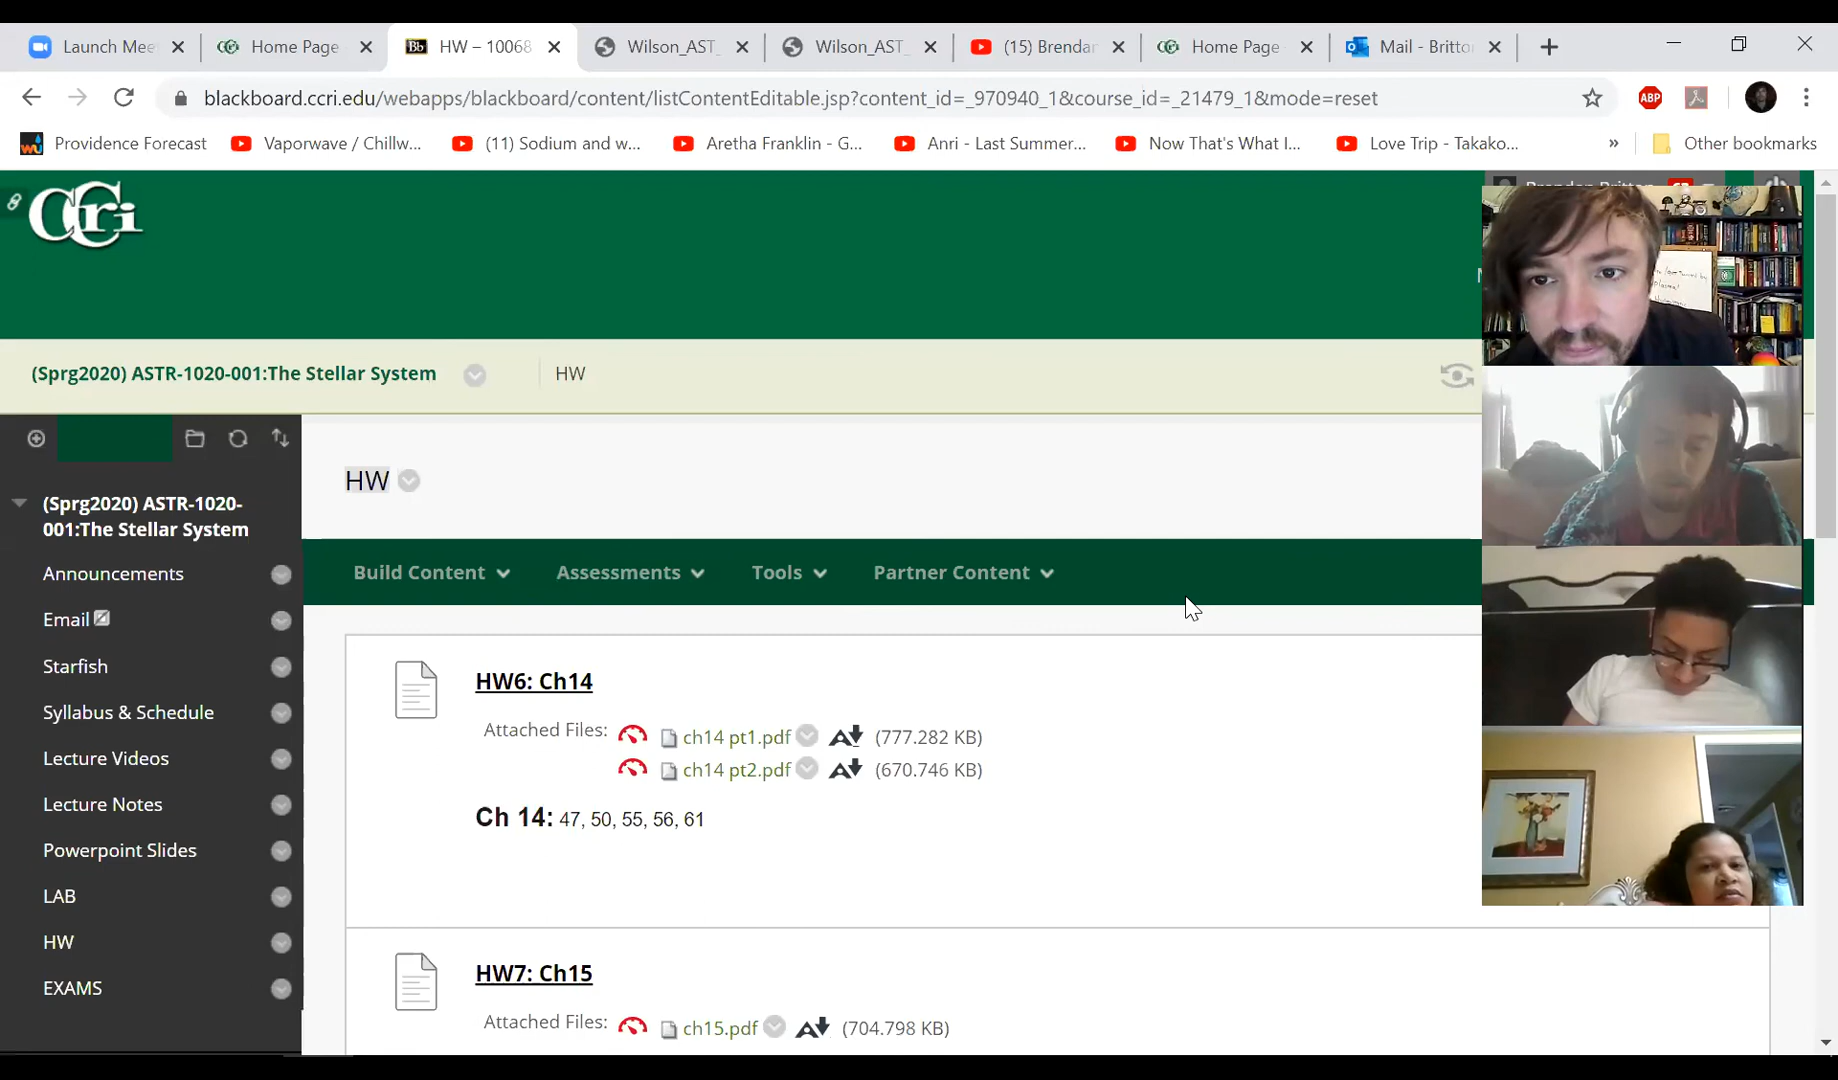 Launch Mee
Home Page
HW – 10068
Wilson_AST_
Wilson_AST_
(15) Brendan
Home Page
Mail - Britto
blackboard.ccri.edu/webapps/blackboard/content/listContentEditable.jsp?content_id=_970940_1&course_id=_21479_1&mode=reset
ABP
Providence Forecast
Vaporwave / Chillw...
(11) Sodium and w...
Aretha Franklin - G...
Anri - Last Summer...
Now That's What I...
Love Trip - Takako...
»
Other bookmarks
CCri
Brendan Britton
(Sprg2020) ASTR-1020-001:The Stellar System
HW
(Sprg2020) ASTR-1020-
001:The Stellar System
Announcements
Email
Starfish
Syllabus & Schedule
Lecture Videos
Lecture Notes
Powerpoint Slides
LAB
HW
EXAMS
HW
Build Content
Assessments
Tools
Partner Content
HW6: Ch14
Attached Files:
ch14 pt1.pdf
(777.282 KB)
ch14 pt2.pdf
(670.746 KB)
Ch 14: 47, 50, 55, 56, 61
HW7: Ch15
Attached Files:
ch15.pdf
(704.798 KB)